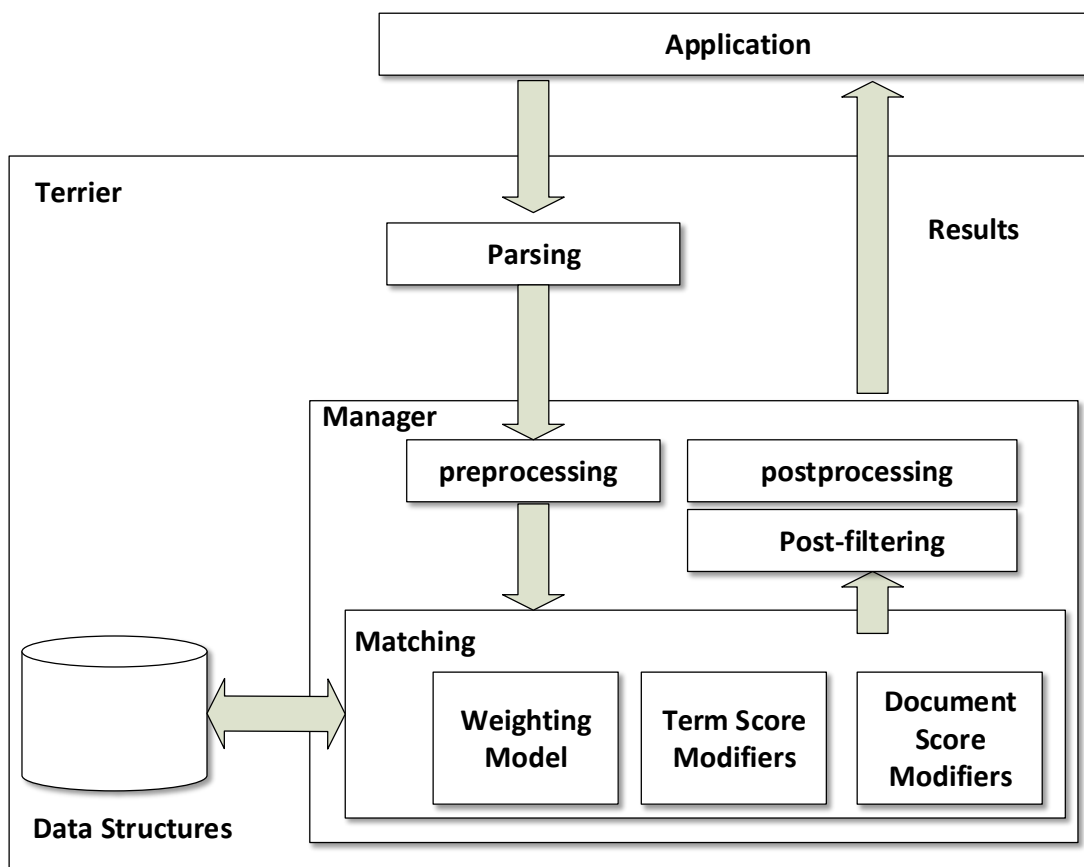 Application
Terrier
Results
Parsing
Manager
preprocessing
postprocessing
Post-filtering
Matching
Weighting
Model
Term Score
Modifiers
Document
Score
Modifiers
Data Structures